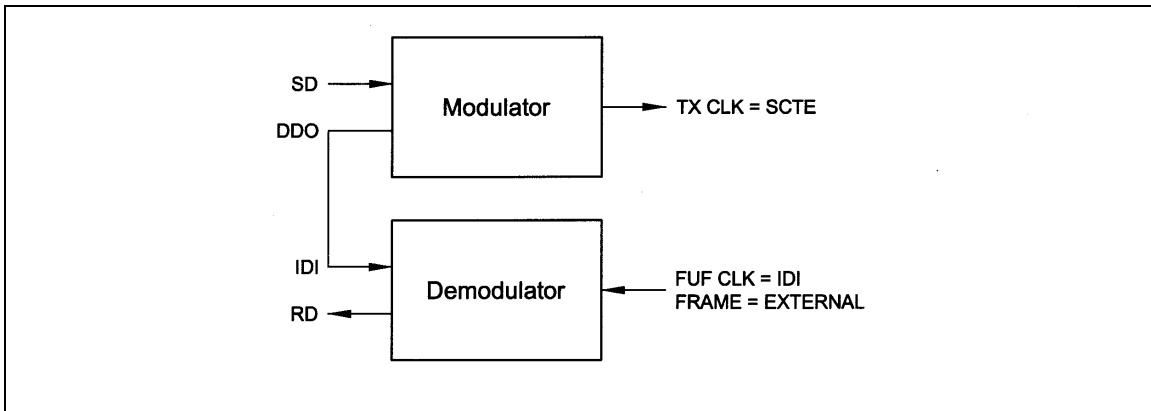 SD
DDO
Modulator
TX CLK = SCTE
IDI
RD
Demodulator
FUF CLK = IDI
FRAME = EXTERNAL